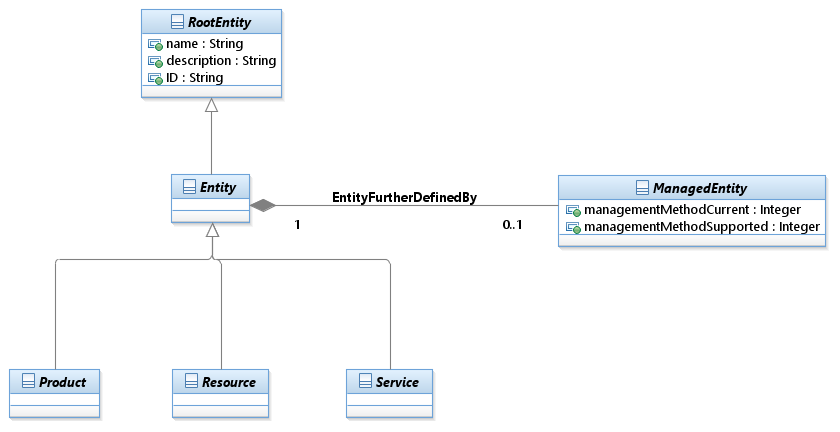 RootEntity
name : String
description : String
ID : String
Entity
EntityFurtherDefinedBy
1
0..1
ManagedEntity
managementMethodCurrent : Integer
managementMethodSupported : Integer
Product
Resource
Service